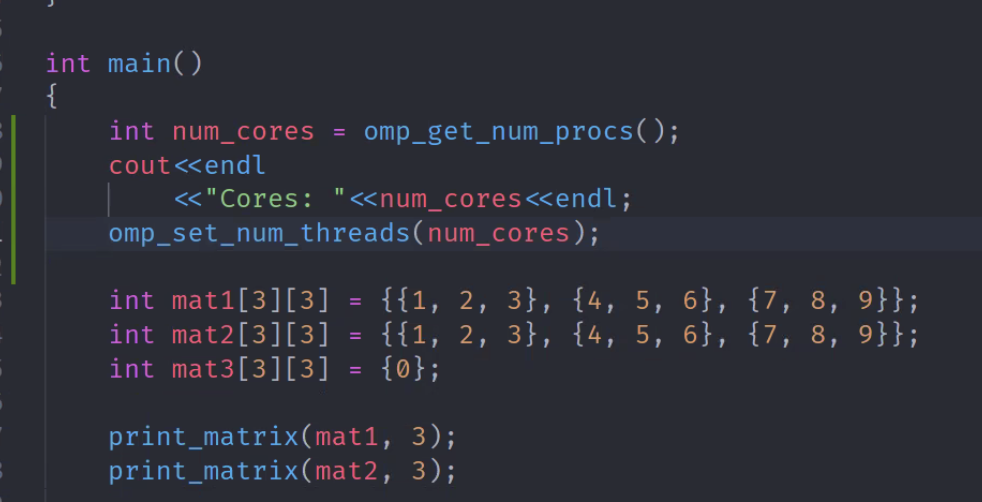 }
int main()
{
    int num_cores = omp_get_num_procs();
    cout<<endl
        <<"Cores: "<<num_cores<<endl;
    omp_set_num_threads(num_cores);
    int mat1[3][3] = {{1, 2, 3}, {4, 5, 6}, {7, 8, 9}};
    int mat2[3][3] = {{1, 2, 3}, {4, 5, 6}, {7, 8, 9}};
    int mat3[3][3] = {0};
    print_matrix(mat1, 3);
    print_matrix(mat2, 3);